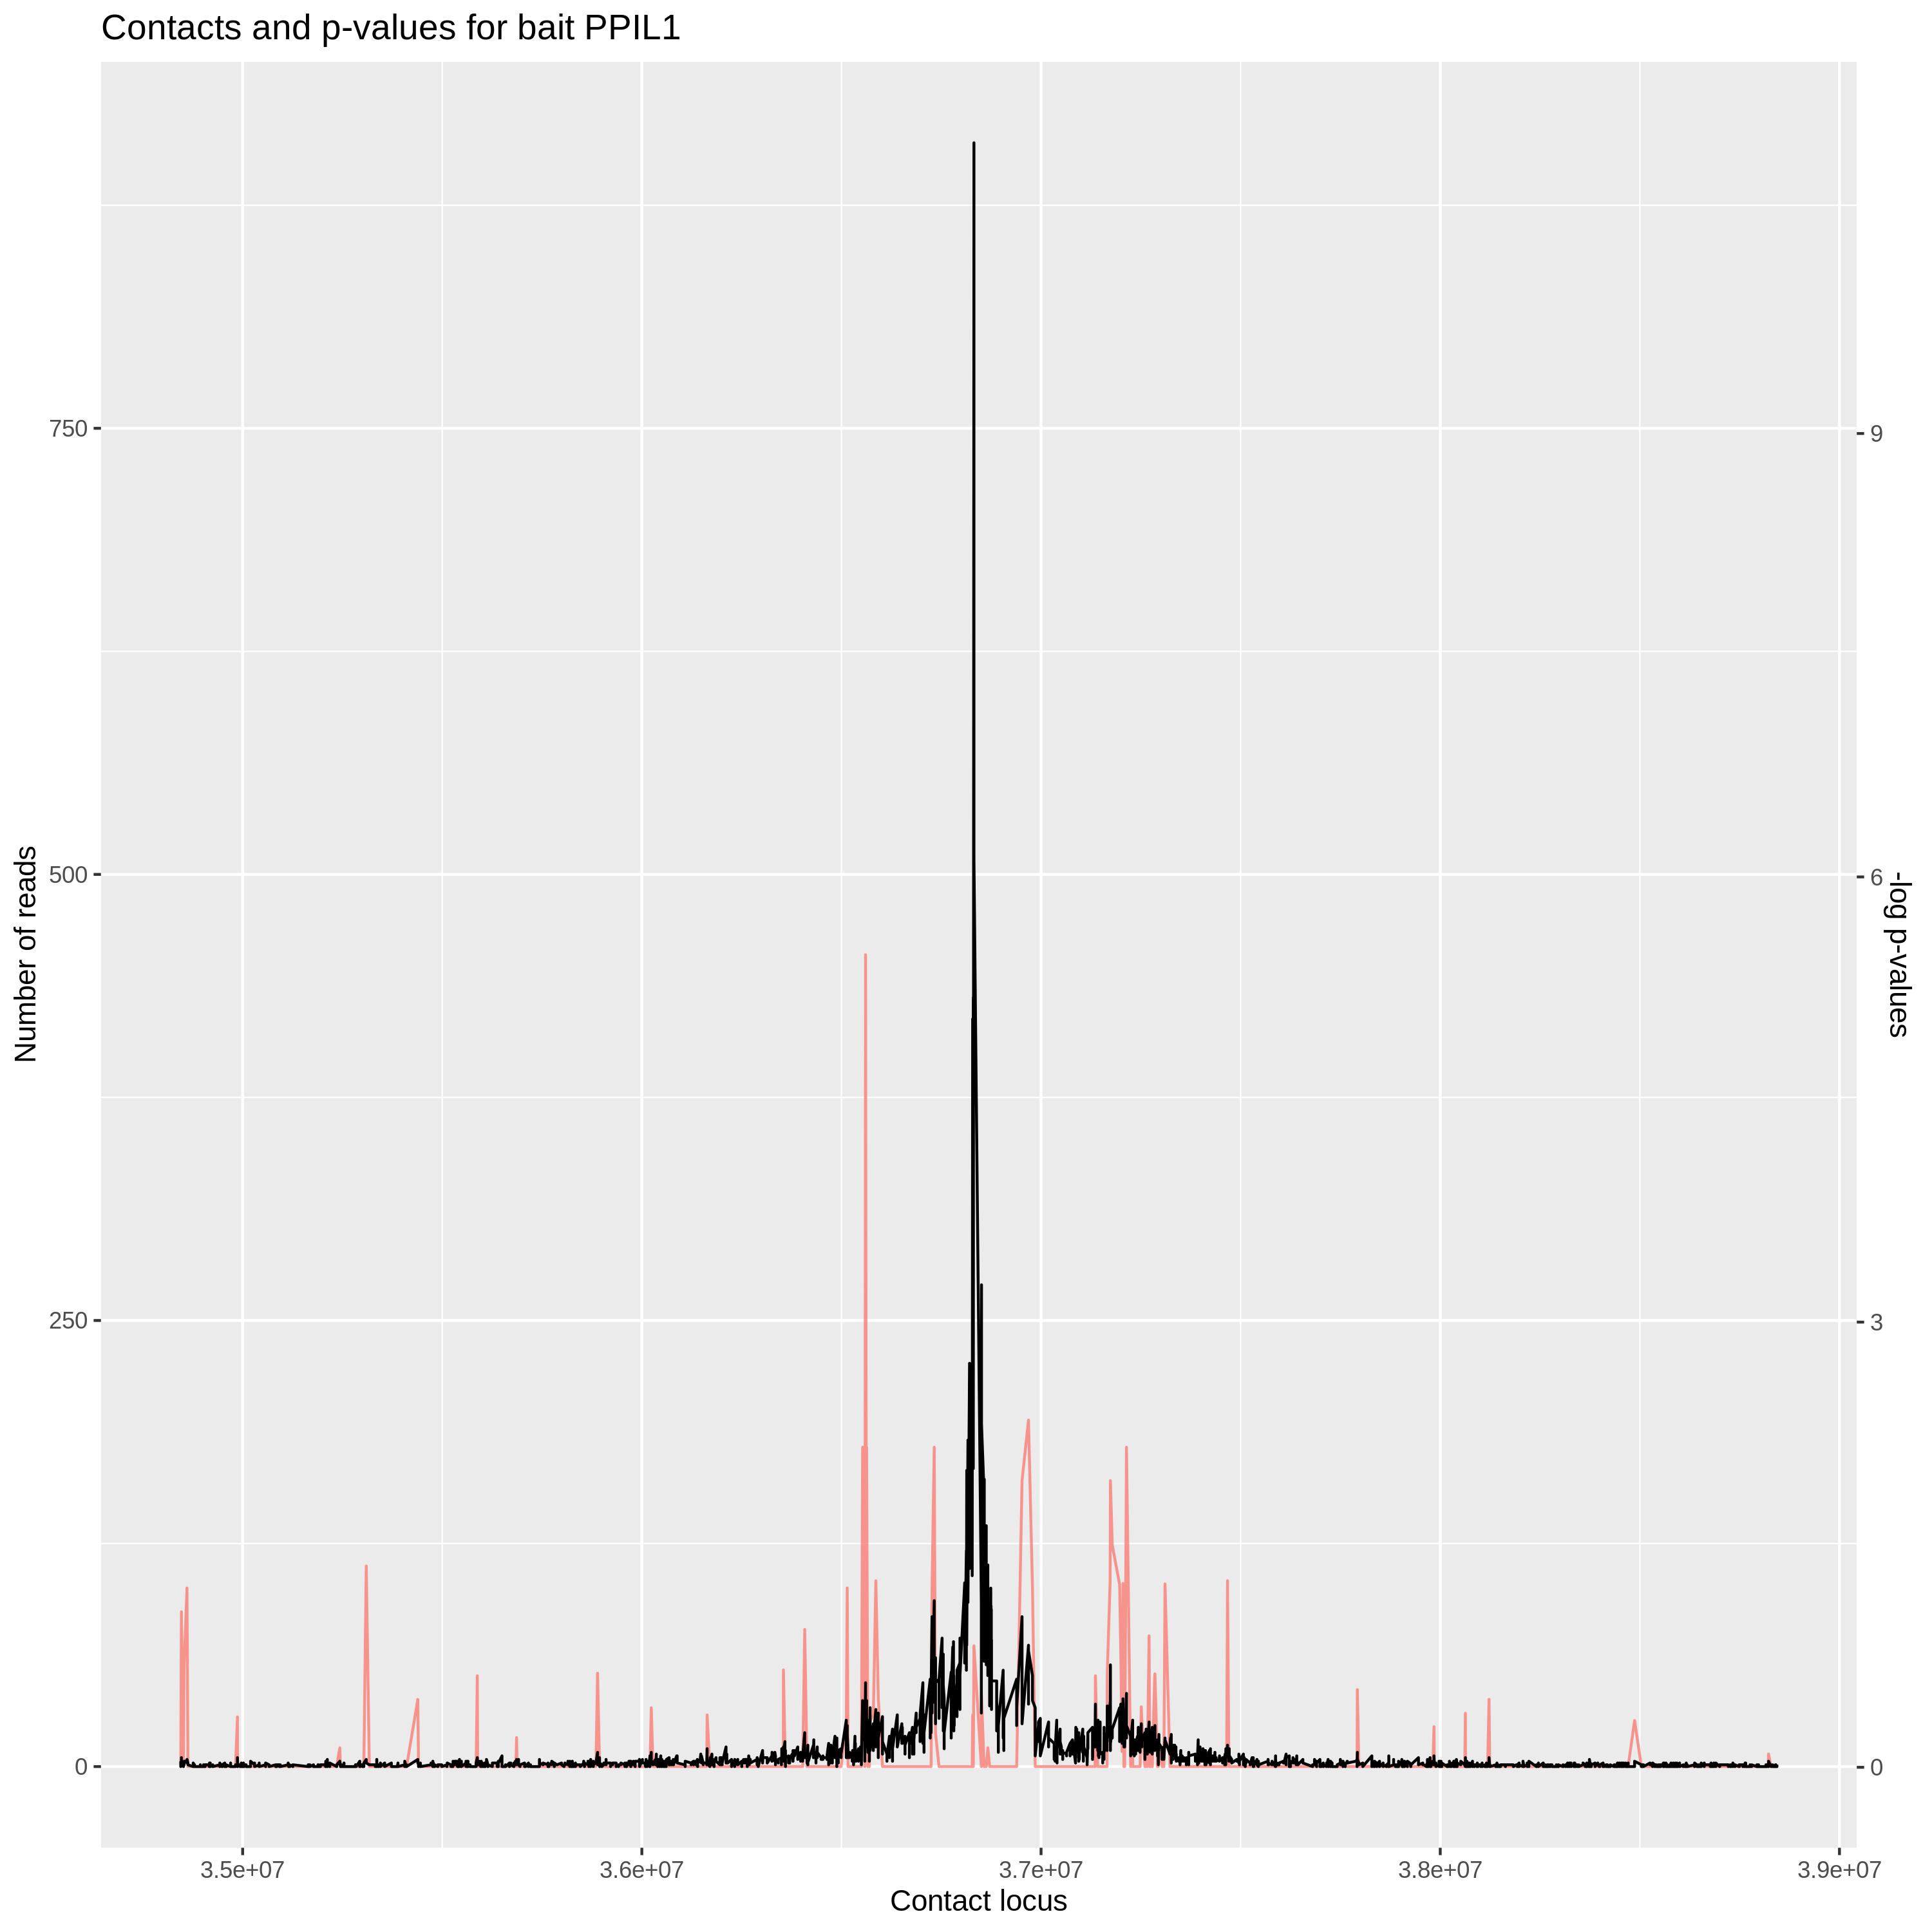 Contacts and p-values for bait PPIL1
Number of reads
750
500
250
0
9
6
3
0
-log p-values
3.5e+07
3.6e+07
3.7e+07
3.8e+07
3.9e+07
Contact locus